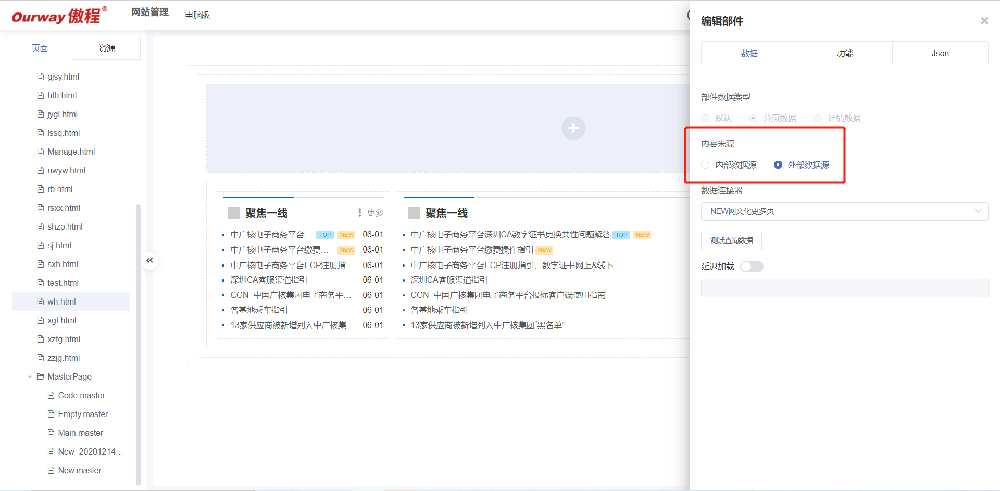 Ourway傲程®
网站管理
电脑版
页面
资源
gjsy.html
htb.html
jygl.html
lssq.html
Manage.html
nwyw.html
rb.html
rsxx.html
shzp.html
sj.html
sxh.html
test.html
wh.html
xgt.html
xztg.html
zzjg.html
MasterPage
Code.master
Empty.master
Main.master
New_20201214…
New.master
聚焦一线
更多
中广核电子商务平台… TOP NEW 06-01
中广核电子商务平台缴费… NEW 06-01
中广核电子商务平台ECP注册指… 06-01
深圳CA客服渠道指引 06-01
CGN_中国广核集团电子商务平… 06-01
各基地乘车指引 06-01
13家供应商被新增列入中广核集… 06-01
聚焦一线
中广核电子商务平台深圳CA数字证书更换共性问题解答 TOP NEW
中广核电子商务平台缴费操作指引 NEW
中广核电子商务平台ECP注册指引、数字证书网上&线下
深圳CA客服渠道指引
CGN_中国广核集团电子商务平台投标客户端使用指南
各基地乘车指引
13家供应商被新增列入中广核集团“黑名单”
编辑部件
数据
功能
Json
部件数据类型
默认 分页数据 详情数据
内容来源
内部数据源 外部数据源
数据连接器
NEW网文化更多页
测试查询数据
延迟加载